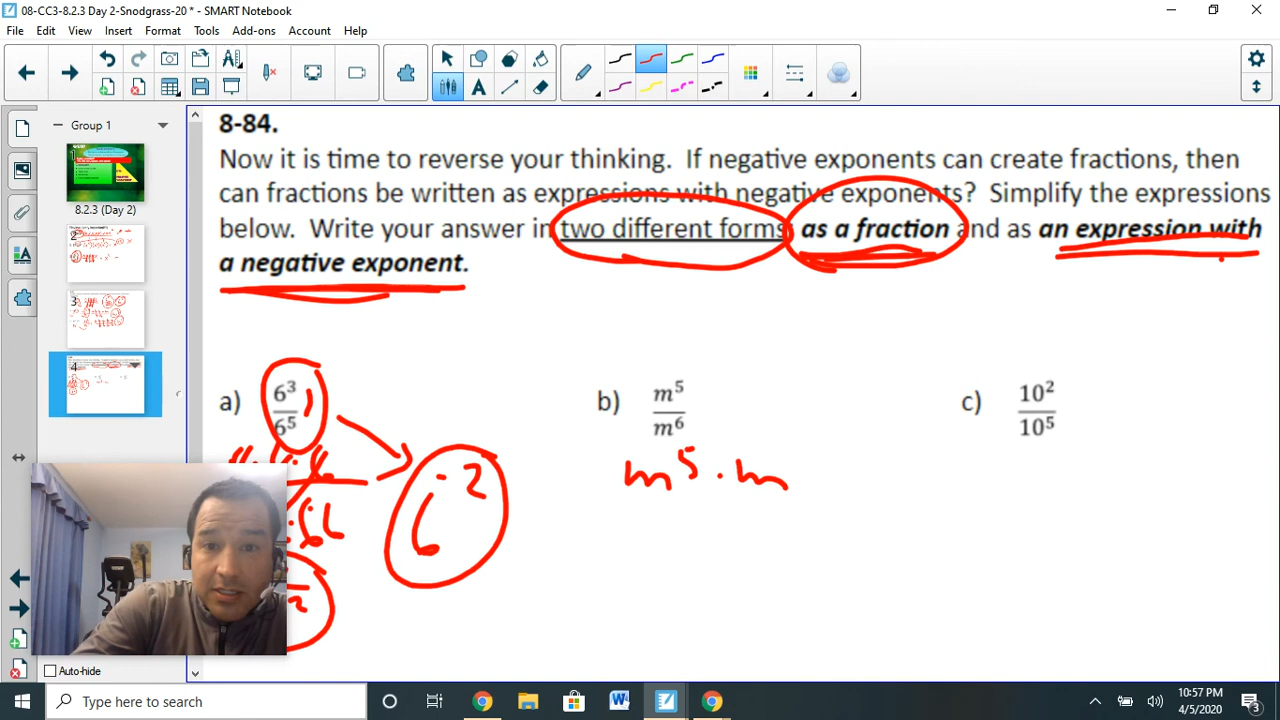 08-CC3-8.2.3 Day 2-Snodgrass-20 * - SMART Notebook
File Edit View Insert Format Tools Add-ons Account Help
Group 1
8.2.3 (Day 2)
2
3
4
8-84.
Now it is time to reverse your thinking. If negative exponents can create fractions, then
can fractions be written as expressions with negative exponents? Simplify the expressions
below. Write your answer in two different forms as a fraction and as an expression with
a negative exponent.
a) 6³/6⁵ b) m⁵/m⁶ c) 10²/10⁵
6⁻²
m⁵ · m
Auto-hide
Type here to search
10:57 PM
4/5/2020
3